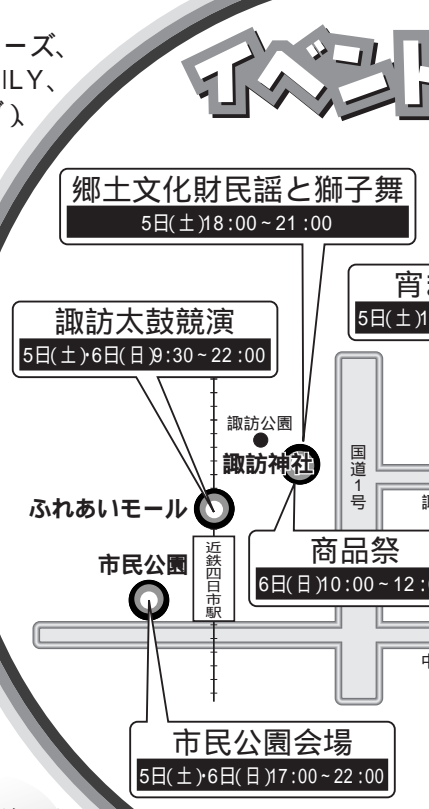 ーズ、
ILY、
イベント
郷土文化財民謡と獅子舞
5日(土)18:00~21:00
宵
5日(土)1
諏訪太鼓競演
5日(土)・6日(日)9:30~22:00
諏訪公園
諏訪神社
国道1号
ふれあいモール
商品祭
6日(日)10:00~12:0
市民公園
近鉄四日市駅
市民公園会場
5日(土)・6日(日)17:00~22:00